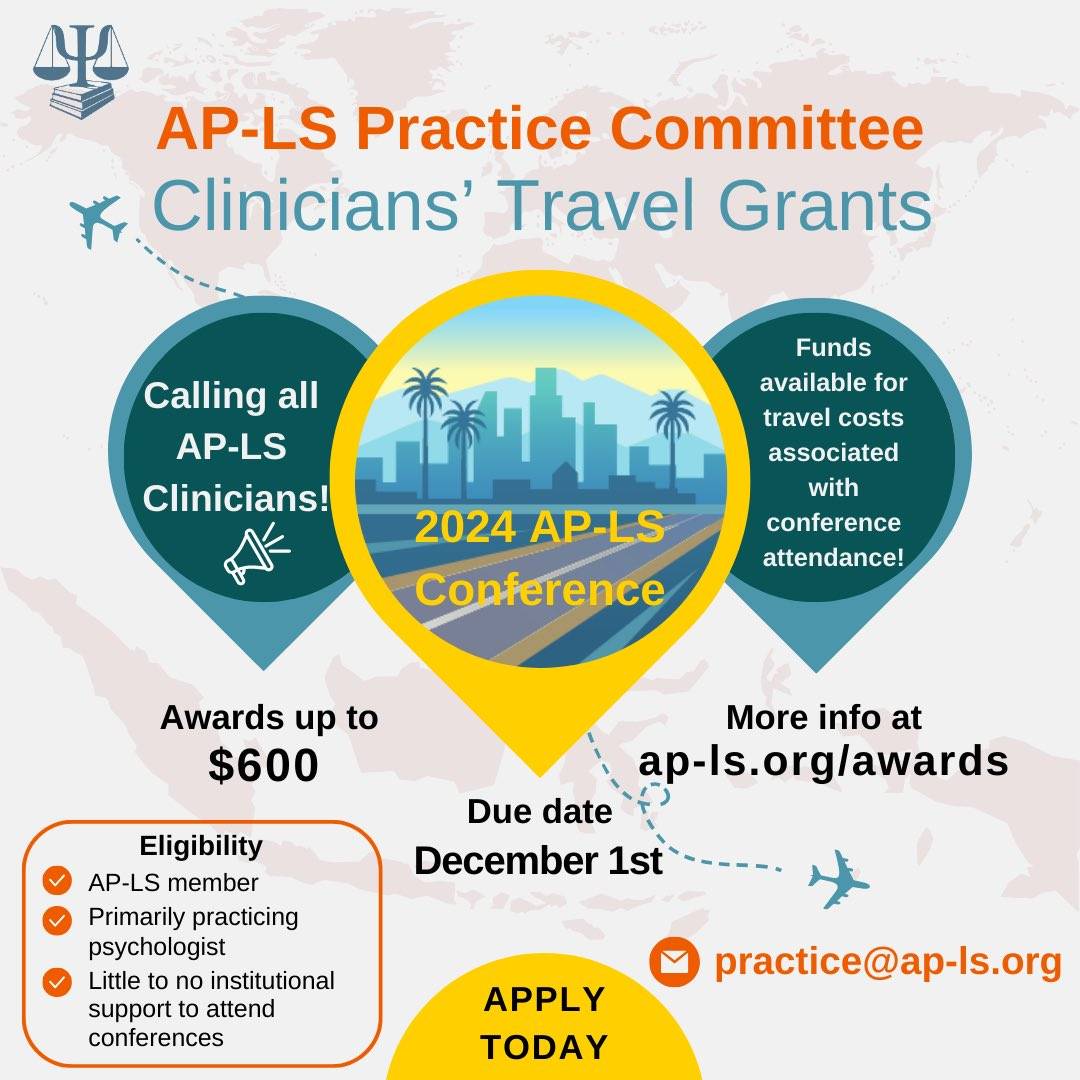 AP-LS Practice Committee
Clinicians’ Travel Grants
Calling all
AP-LS
Clinicians!
2024 AP-LS
Conference
Funds
available for
travel costs
associated
with
conference
attendance!
Awards up to
$600
More info at
ap-ls.org/awards
Due date
December 1st
Eligibility
AP-LS member
Primarily practicing
psychologist
Little to no institutional
support to attend
conferences
practice@ap-ls.org
APPLY
TODAY